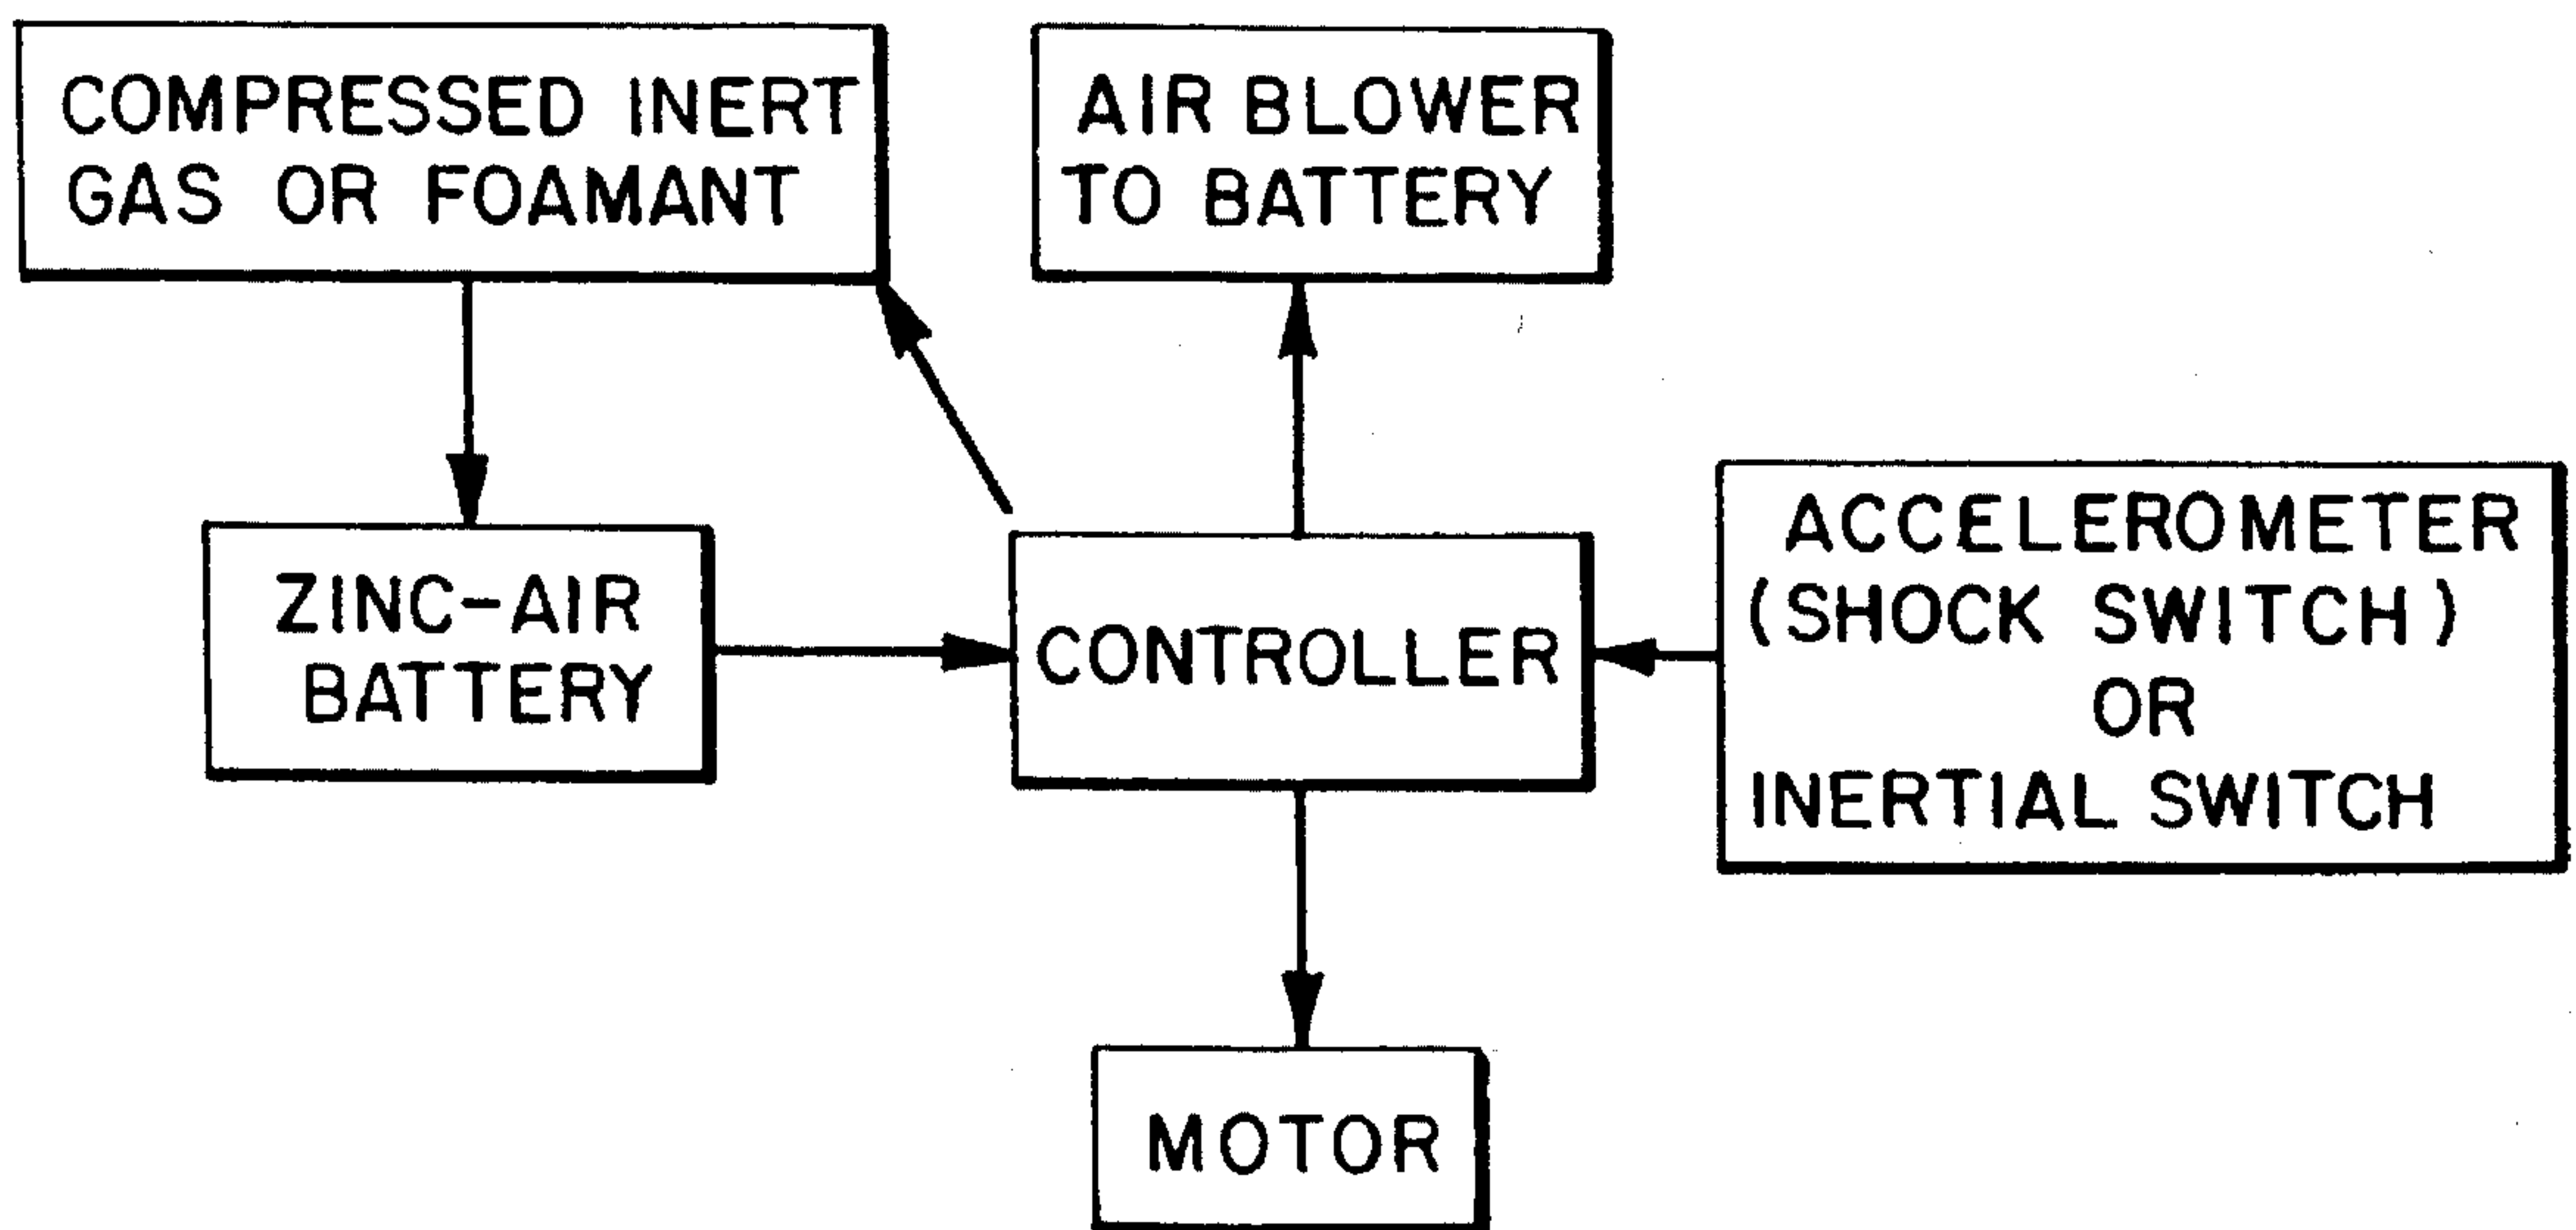 COMPRESSED INERT
GAS OR FOAMANT
AIR BLOWER
TO BATTERY
ZINC-AIR
BATTERY
CONTROLLER
ACCELEROMETER
(SHOCK SWITCH)
OR
INERTIAL SWITCH
MOTOR